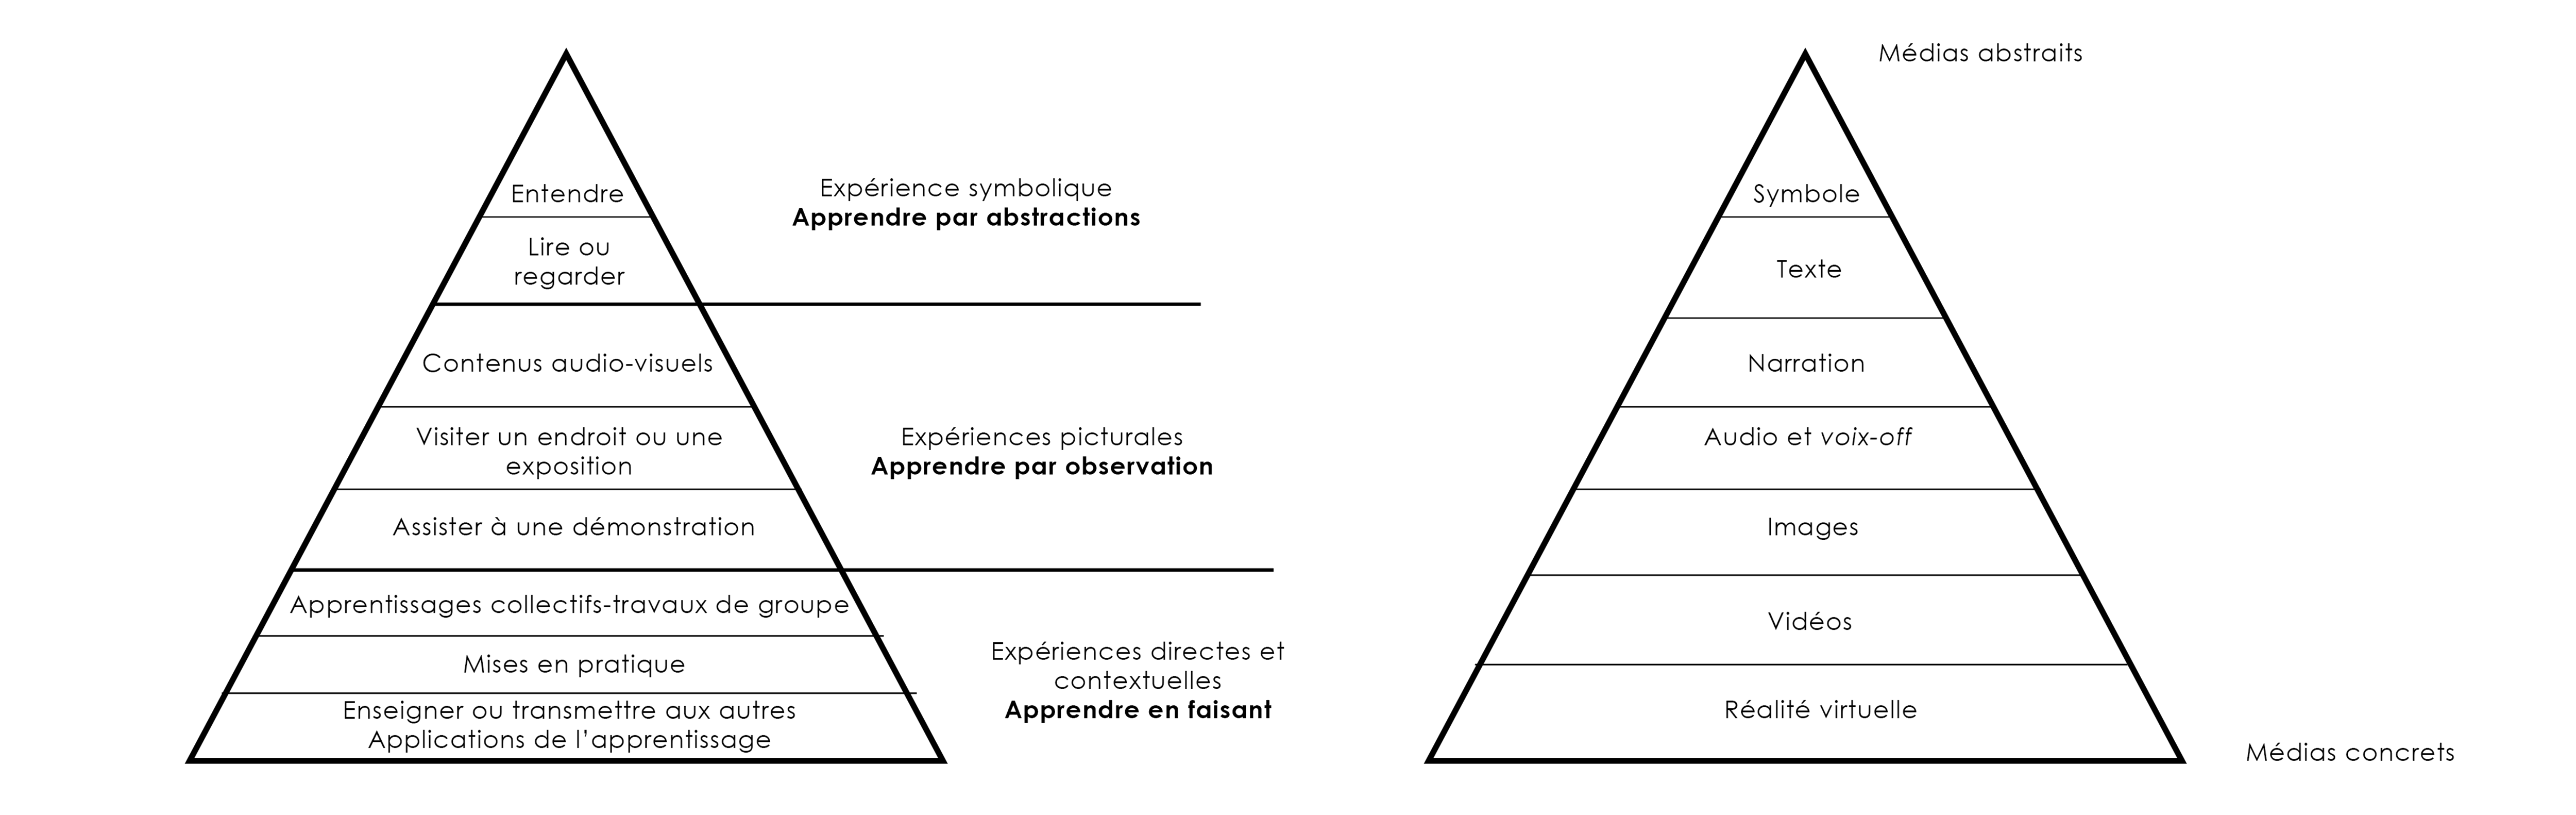 Entendre
Lire ou
regarder
Contenus audio-visuels
Visiter un endroit ou une
exposition
Assister à une démonstration
Apprentissages collectifs-travaux de groupe
Mises en pratique
Enseigner ou transmettre aux autres
Applications de l’apprentissage
Expérience symbolique
Apprendre par abstractions
Expériences picturales
Apprendre par observation
Expériences directes et
contextuelles
Apprendre en faisant
Médias abstraits
Symbole
Texte
Narration
Audio et voix-off
Images
Vidéos
Réalité virtuelle
Médias concrets